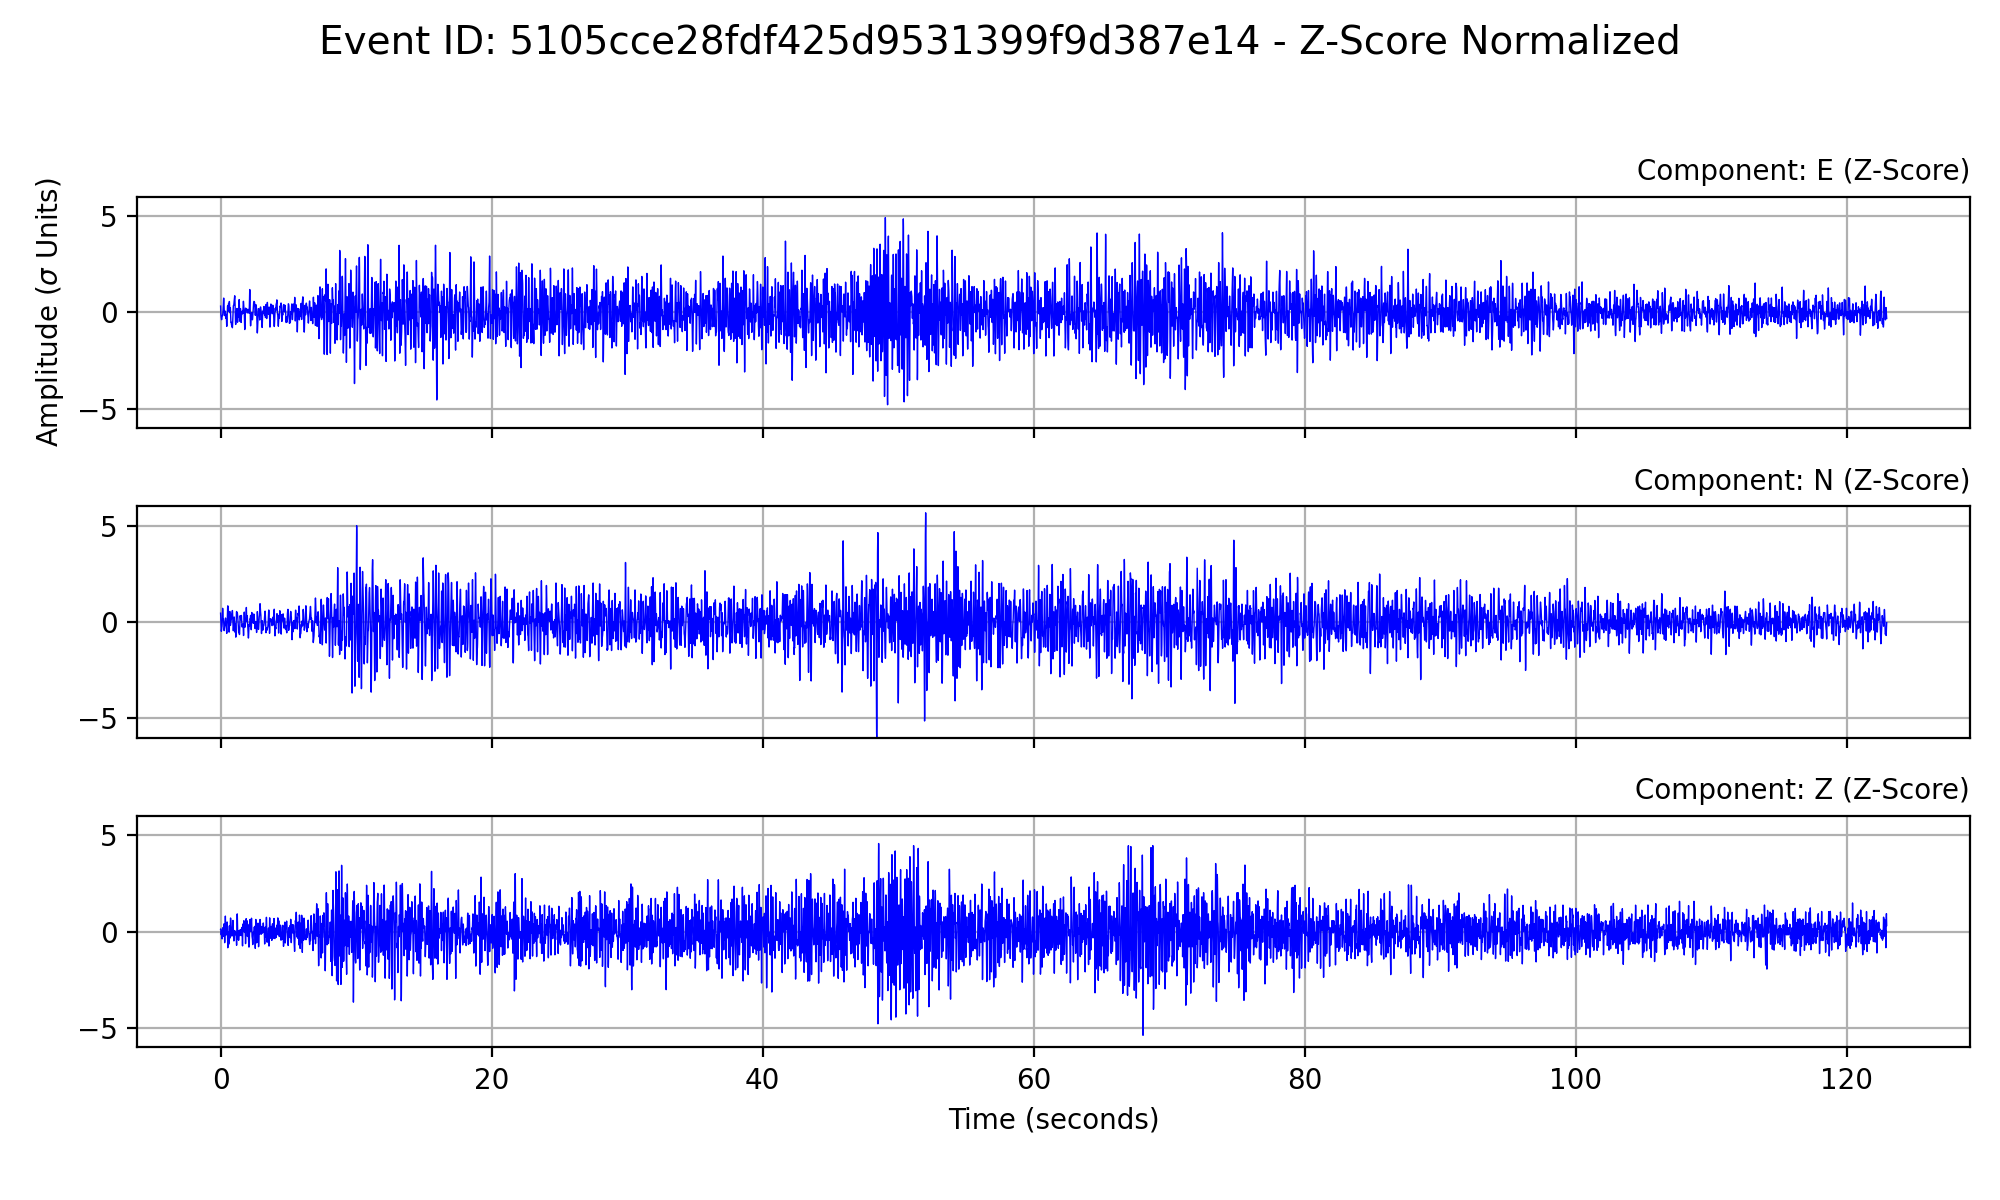 Event ID: 5105cce28fdf425d9531399f9d387e14 - Z-Score Normalized
Component: E (Z-Score)
Amplitude (σ Units)
5
0
−5
Component: N (Z-Score)
5
0
−5
Component: Z (Z-Score)
5
0
−5
0 20 40 60 80 100 120
Time (seconds)